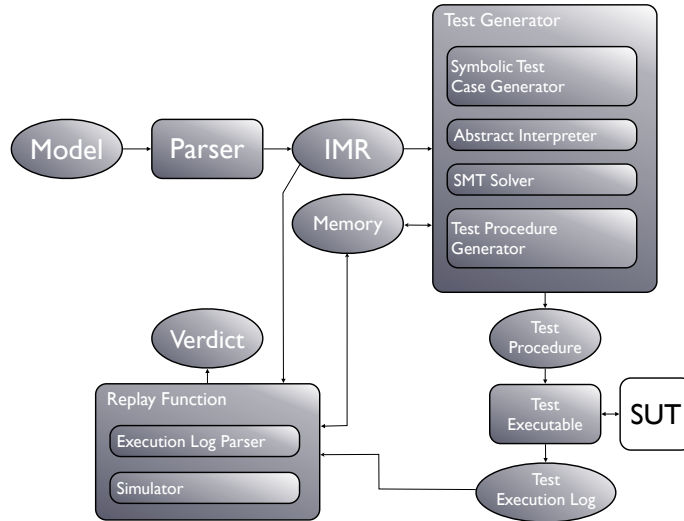 Test Generator
Symbolic Test
Case Generator
Abstract Interpreter
SMT Solver
Test Procedure
Generator
Model
Parser
IMR
Memory
Verdict
Test
Procedure
Replay Function
Execution Log Parser
Simulator
Test
Executable
SUT
Test
Execution Log